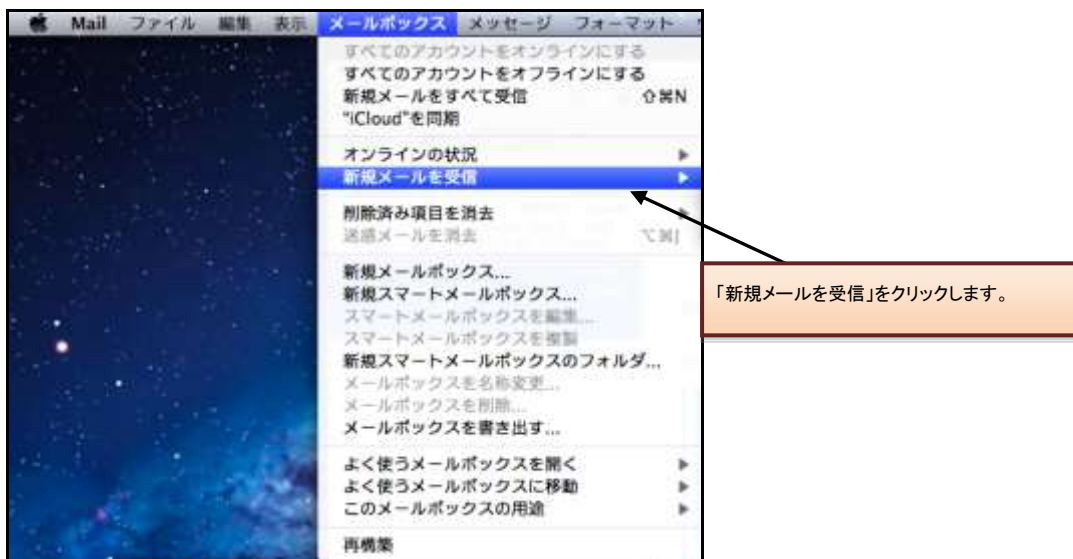 Mail ファイル 編集 表示 メールボックス メッセージ フォーマット
すべてのアカウントをオンラインにする
すべてのアカウントをオフラインにする
新規メールをすべて受信 ⇧⌘N
“iCloud”を同期
オンラインの状況 ▶
新規メールを受信 ▶
削除済み項目を消去 ▶
迷惑メールを消去 ⌥⌘J
新規メールボックス...
新規スマートメールボックス...
スマートメールボックスを編集...
スマートメールボックスを複製
新規スマートメールボックスのフォルダ...
メールボックスを名称変更...
メールボックスを削除...
メールボックスを書き出す...
よく使うメールボックスを開く ▶
よく使うメールボックスに移動 ▶
このメールボックスの用途 ▶
再構築
「新規メールを受信」をクリックします。